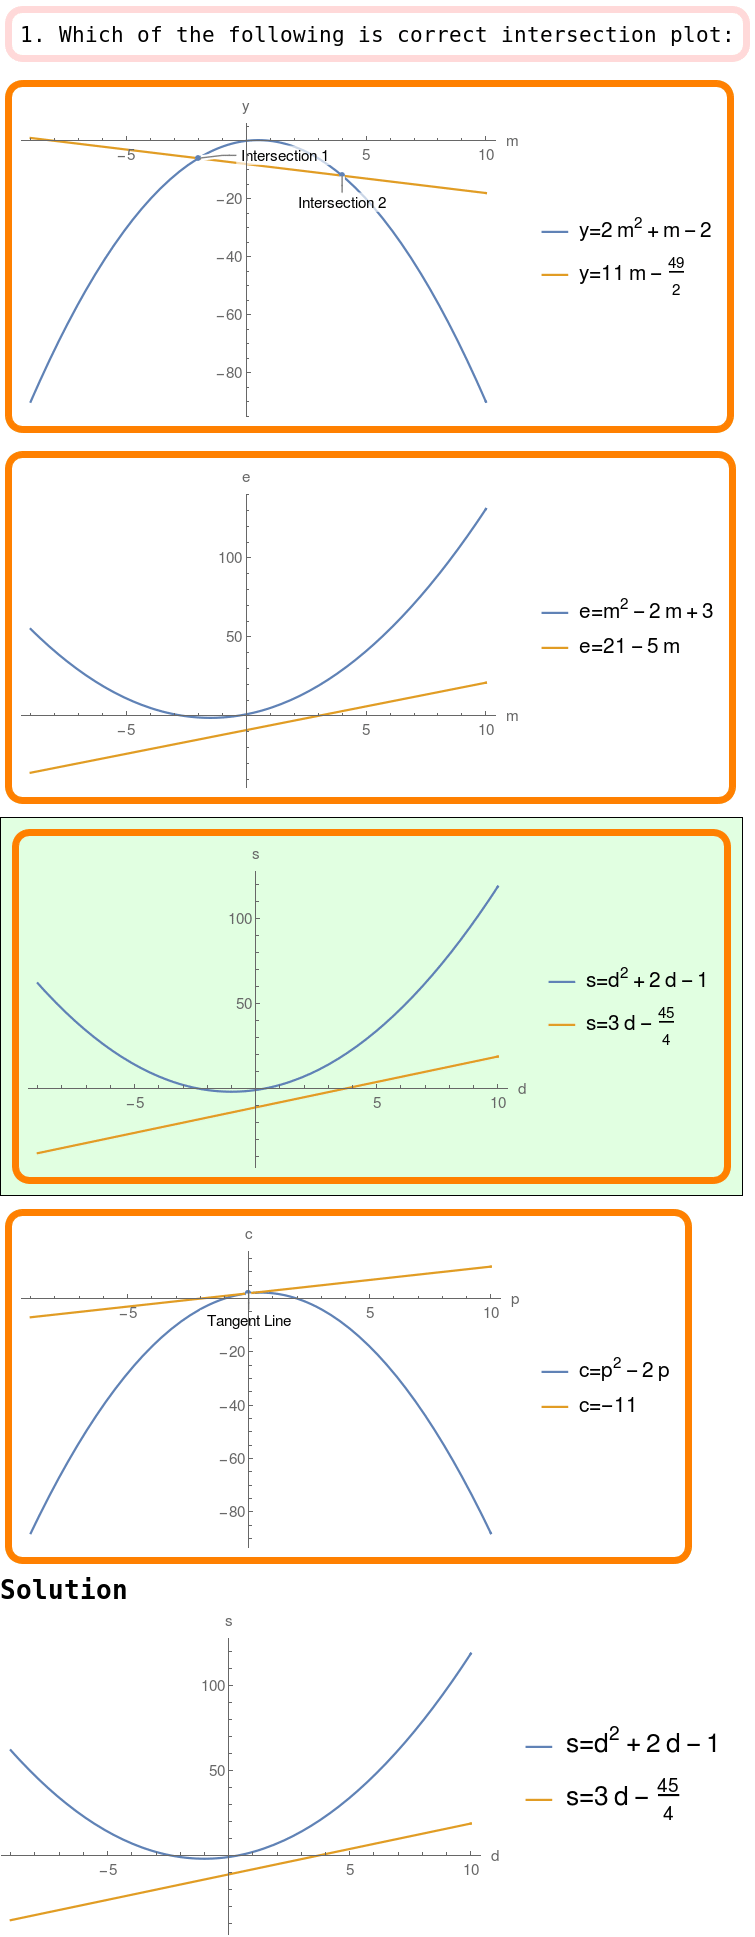 1. Which of the following is correct intersection plot:
y
−5 5 10 m
Intersection 1
Intersection 2
−20
−40
−60
−80
y=2 m² + m − 2
y=11 m − 49/2
e
100
50
−5 5 10 m
e=m² − 2 m + 3
e=21 − 5 m
s
100
50
−5 5 10 d
s=d² + 2 d − 1
s=3 d − 45/4
c
−5 5 10 p
Tangent Line
−20
−40
−60
−80
c=p² − 2 p
c=−11
Solution
s
100
50
−5 5 10 d
s=d² + 2 d − 1
s=3 d − 45/4